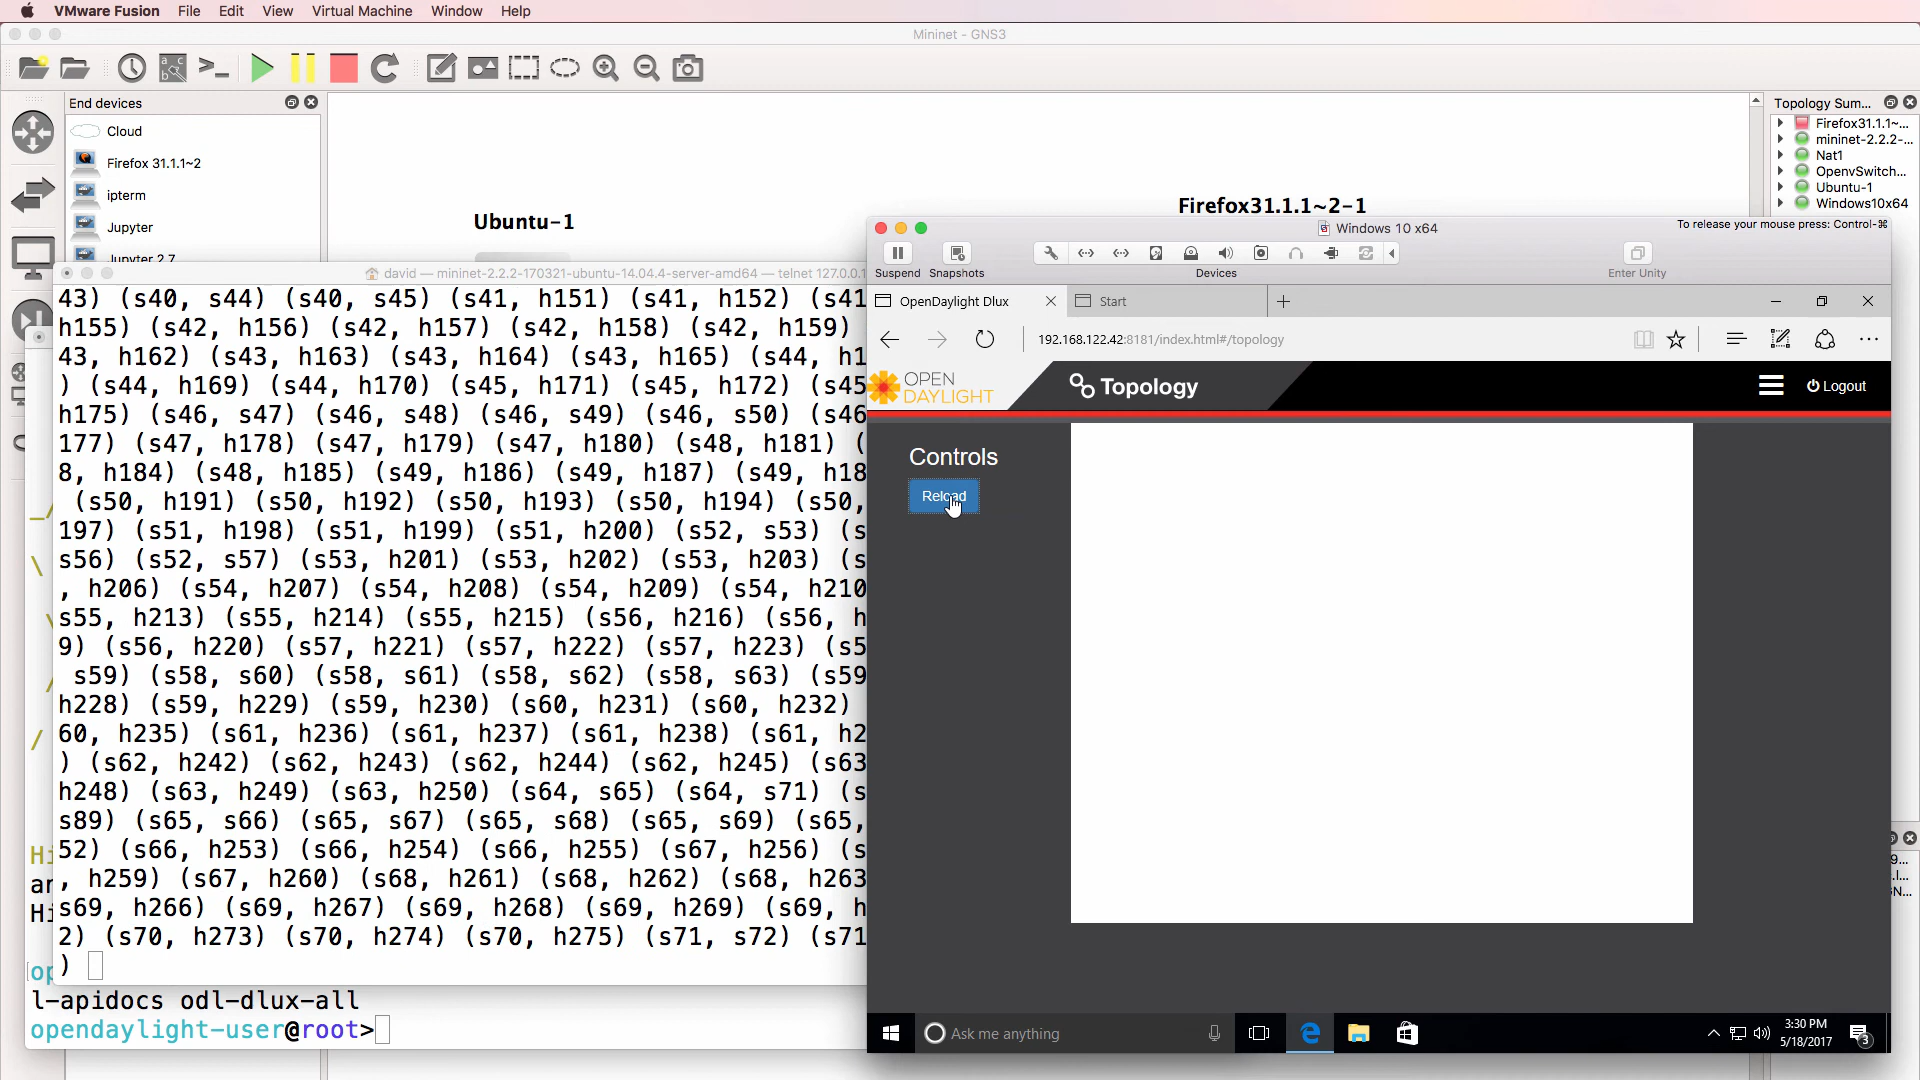 VMware Fusion File Edit View Virtual Machine Window Help
Mininet - GNS3
End devices
Cloud
Firefox 31.1.1~2
ipterm
Jupyter
Jupyter 2.7
Ubuntu-1
Firefox31.1.1~2-1
Topology Sum...
Firefox31.1.1~...
mininet-2.2.2-...
Nat1
OpenvSwitch...
Ubuntu-1
Windows10x64
david — mininet-2.2.2-170321-ubuntu-14.04.4-server-amd64 — telnet 127.0.0.1
43) (s40, s44) (s40, s45) (s41, h151) (s41, h152) (s41
h155) (s42, h156) (s42, h157) (s42, h158) (s42, h159)
43, h162) (s43, h163) (s43, h164) (s43, h165) (s44, h1
) (s44, h169) (s44, h170) (s45, h171) (s45, h172) (s45
h175) (s46, s47) (s46, s48) (s46, s49) (s46, s50) (s46
177) (s47, h178) (s47, h179) (s47, h180) (s48, h181) (
8, h184) (s48, h185) (s49, h186) (s49, h187) (s49, h18
(s50, h191) (s50, h192) (s50, h193) (s50, h194) (s50,
197) (s51, h198) (s51, h199) (s51, h200) (s52, s53) (s
s56) (s52, s57) (s53, h201) (s53, h202) (s53, h203) (s
, h206) (s54, h207) (s54, h208) (s54, h209) (s54, h210
s55, h213) (s55, h214) (s55, h215) (s56, h216) (s56, h
9) (s56, h220) (s57, h221) (s57, h222) (s57, h223) (s5
s59) (s58, s60) (s58, s61) (s58, s62) (s58, s63) (s59
h228) (s59, h229) (s59, h230) (s60, h231) (s60, h232)
60, h235) (s61, h236) (s61, h237) (s61, h238) (s61, h2
) (s62, h242) (s62, h243) (s62, h244) (s62, h245) (s63
h248) (s63, h249) (s63, h250) (s64, s65) (s64, s71) (s
s89) (s65, s66) (s65, s67) (s65, s68) (s65, s69) (s65,
52) (s66, h253) (s66, h254) (s66, h255) (s67, h256) (s
, h259) (s67, h260) (s68, h261) (s68, h262) (s68, h263
s69, h266) (s69, h267) (s69, h268) (s69, h269) (s69, h
2) (s70, h273) (s70, h274) (s70, h275) (s71, s72) (s71
)
Hi
ar
Hi
op
l-apidocs odl-dlux-all
opendaylight-user@root>
Windows 10 x64
To release your mouse press: Control-⌘
Suspend Snapshots Devices Enter Unity
OpenDaylight Dlux
Start
192.168.122.42:8181/index.html#/topology
OPEN
DAYLIGHT
Topology
Logout
Controls
Reload
Ask me anything
3:30 PM
5/18/2017
3
9...
.l...
N...